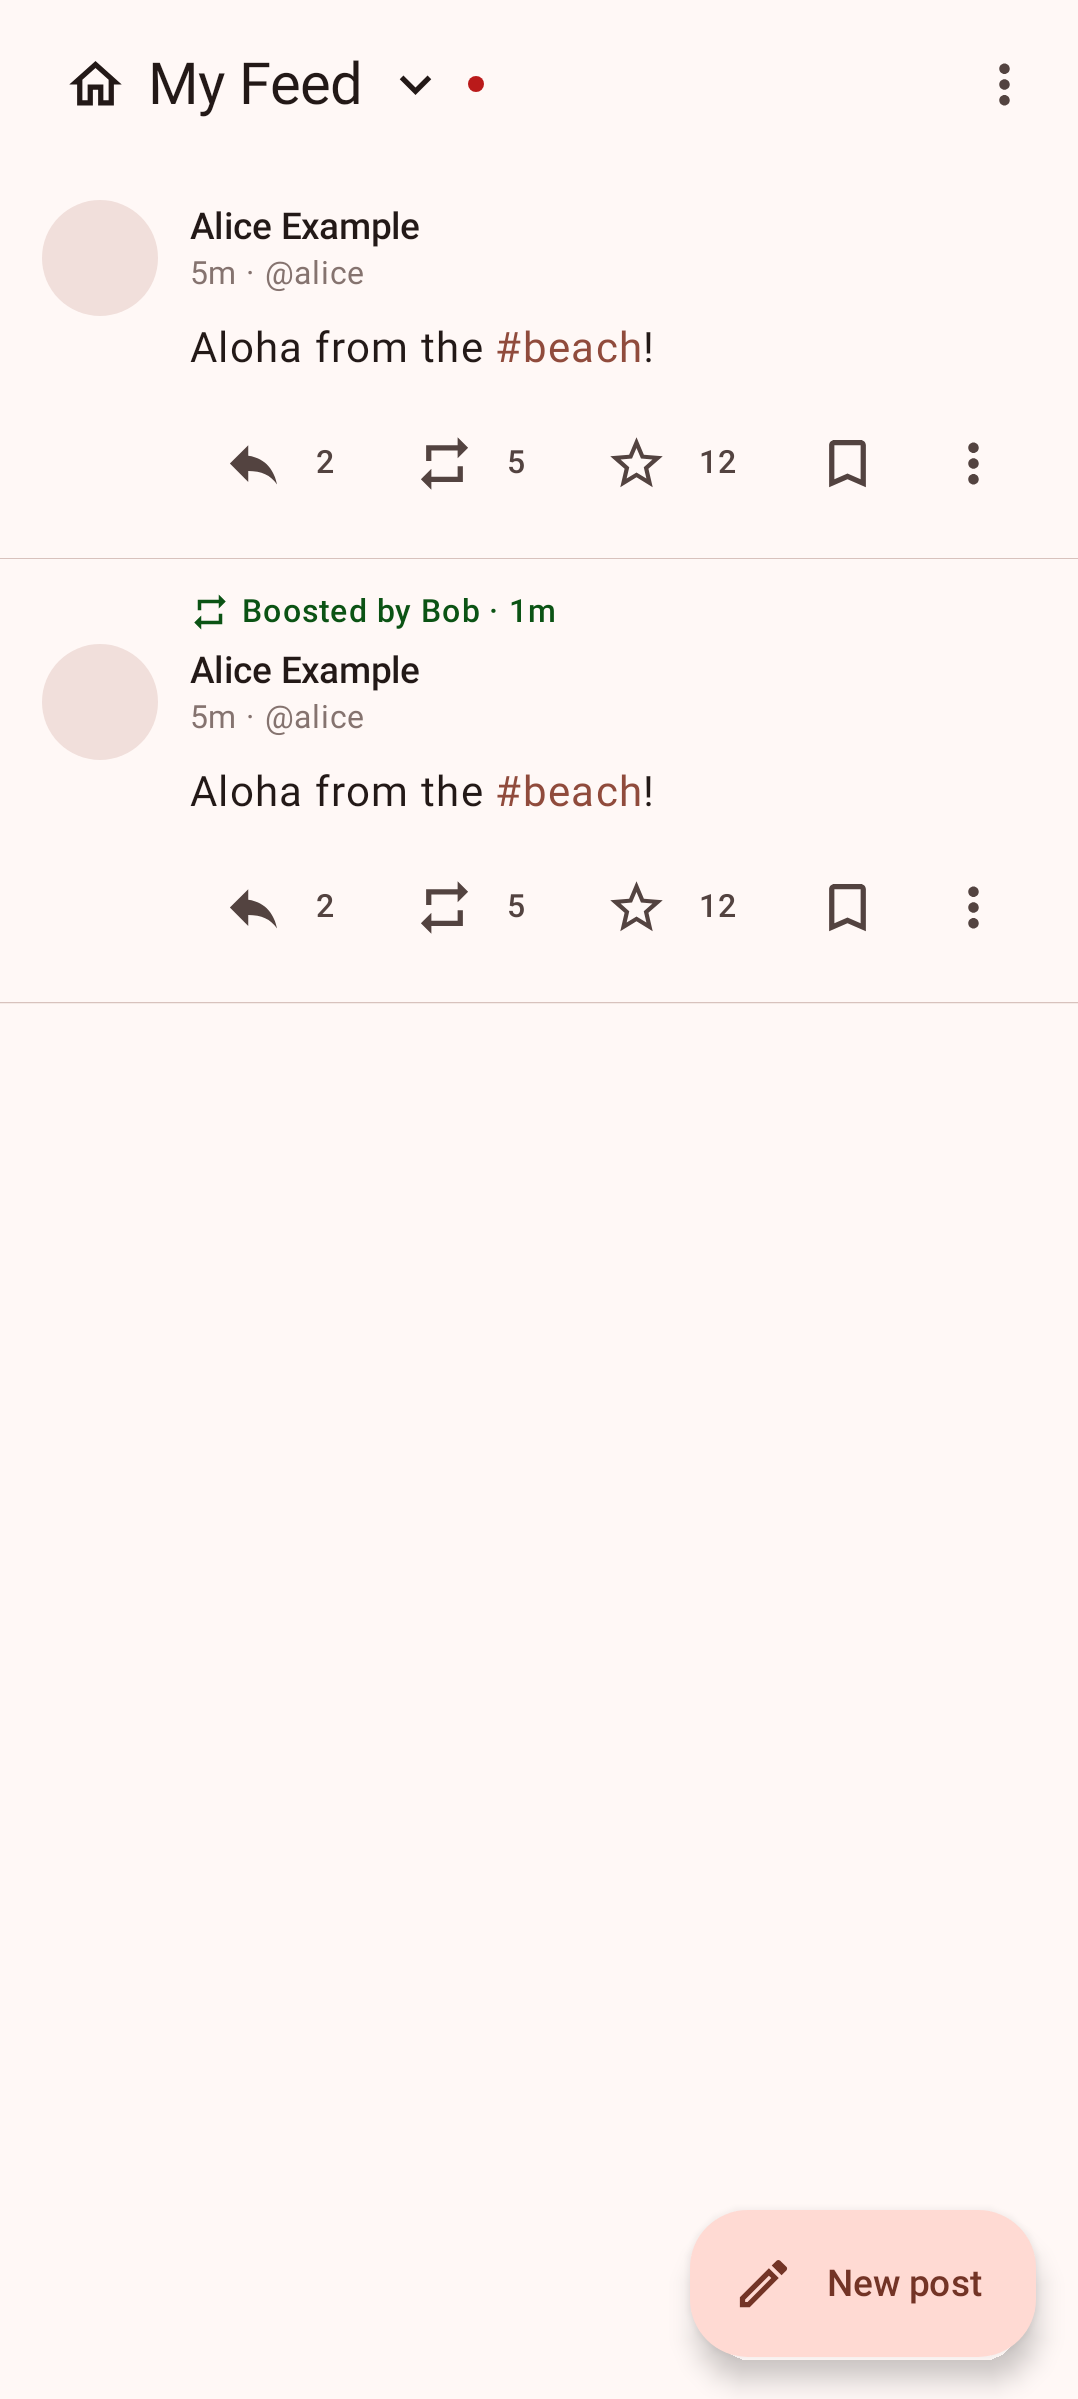 My Feed
Alice Example
5m · @alice
Aloha from the #beach!
2 5 12
Boosted by Bob · 1m
Alice Example
5m · @alice
Aloha from the #beach!
2 5 12
New post